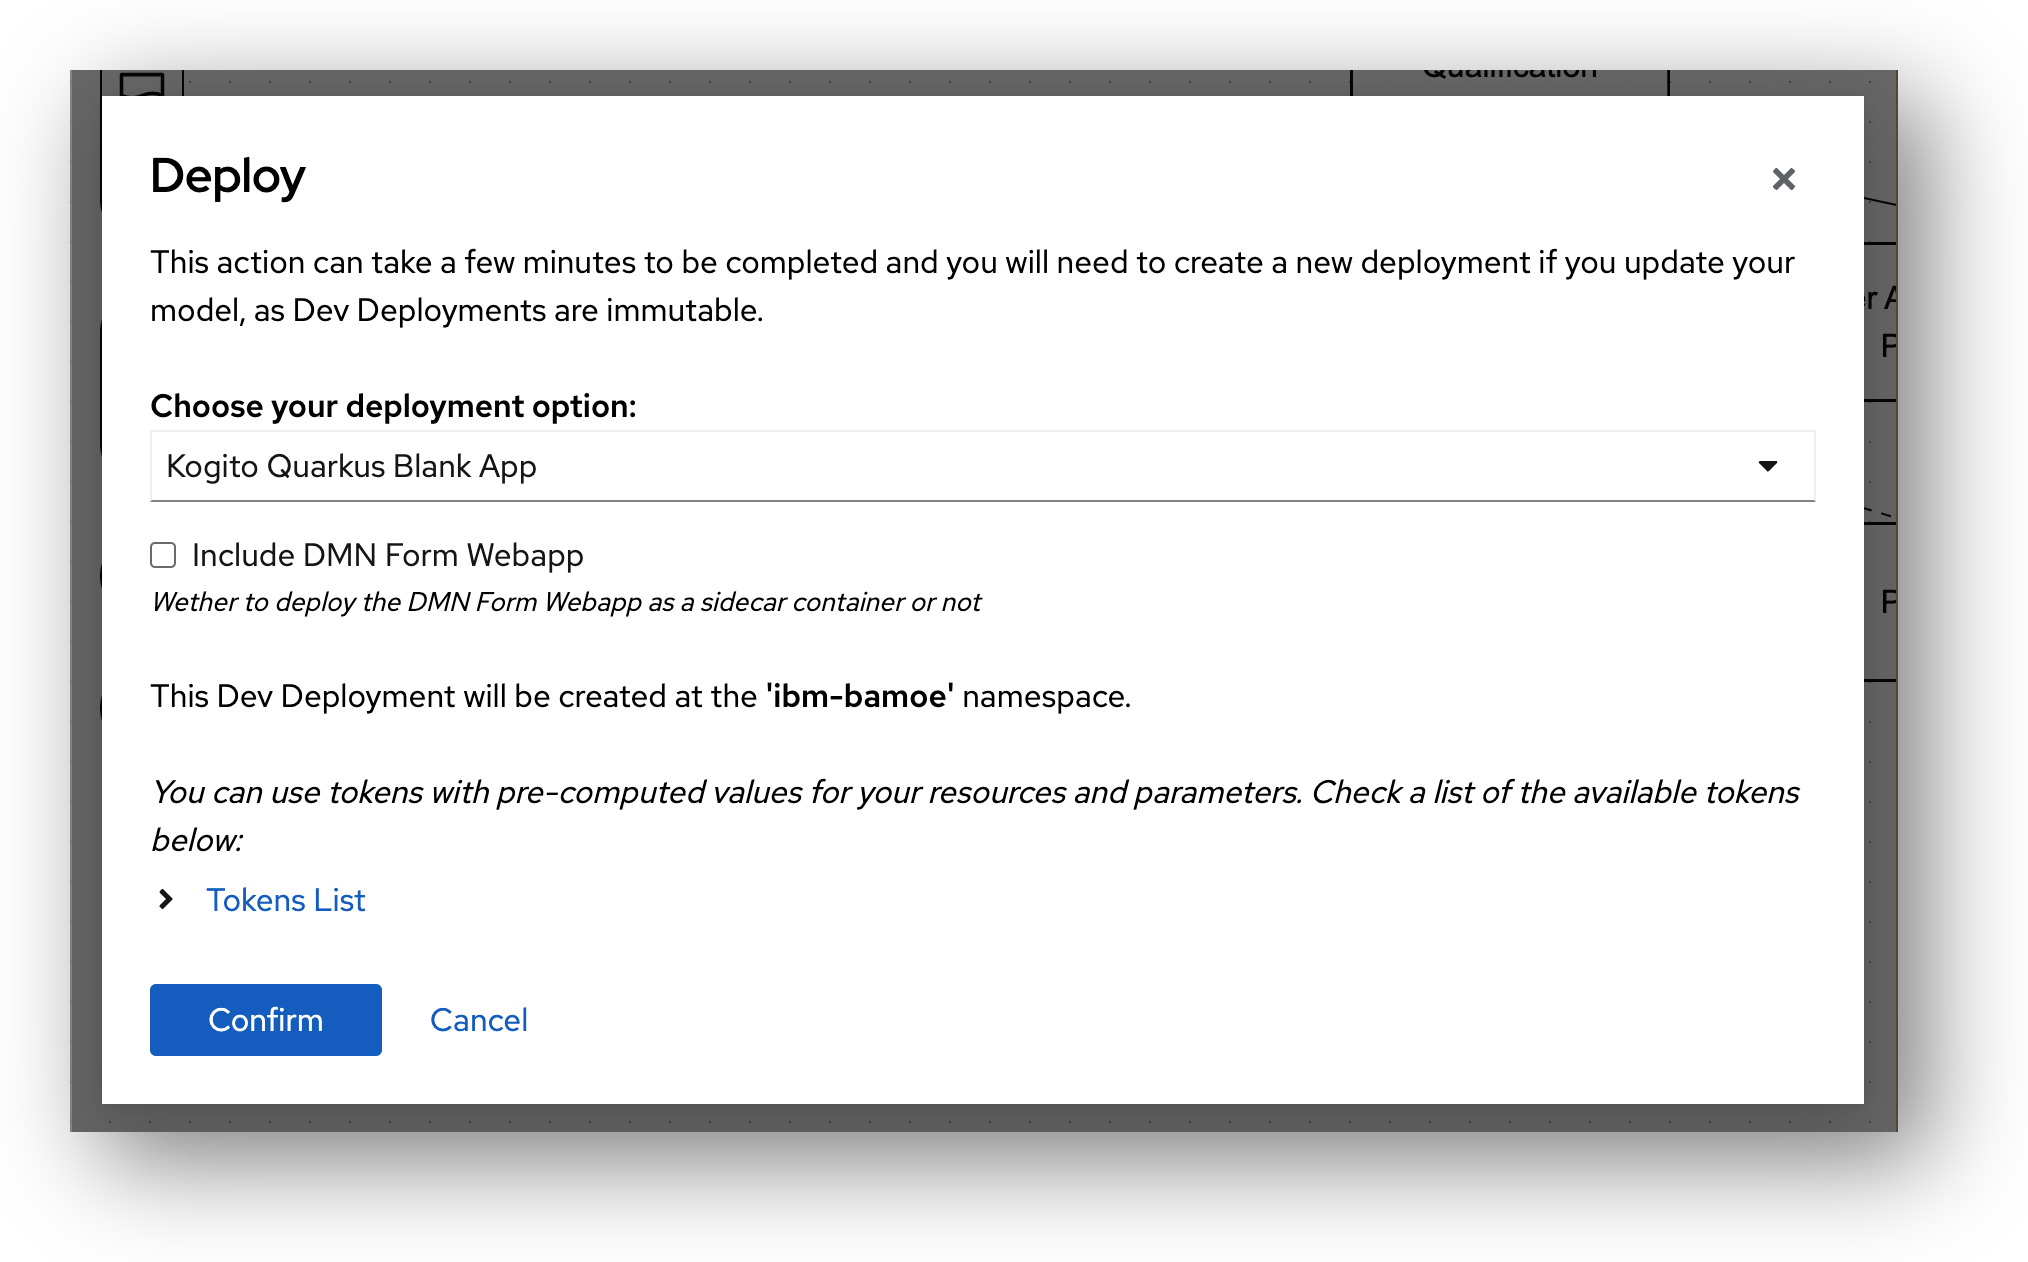 Qualification
Deploy
This action can take a few minutes to be completed and you will need to create a new deployment if you update your
model, as Dev Deployments are immutable.
Choose your deployment option:
Kogito Quarkus Blank App
Include DMN Form Webapp
Wether to deploy the DMN Form Webapp as a sidecar container or not
This Dev Deployment will be created at the 'ibm-bamoe' namespace.
You can use tokens with pre-computed values for your resources and parameters. Check a list of the available tokens
below:
Tokens List
Confirm
Cancel